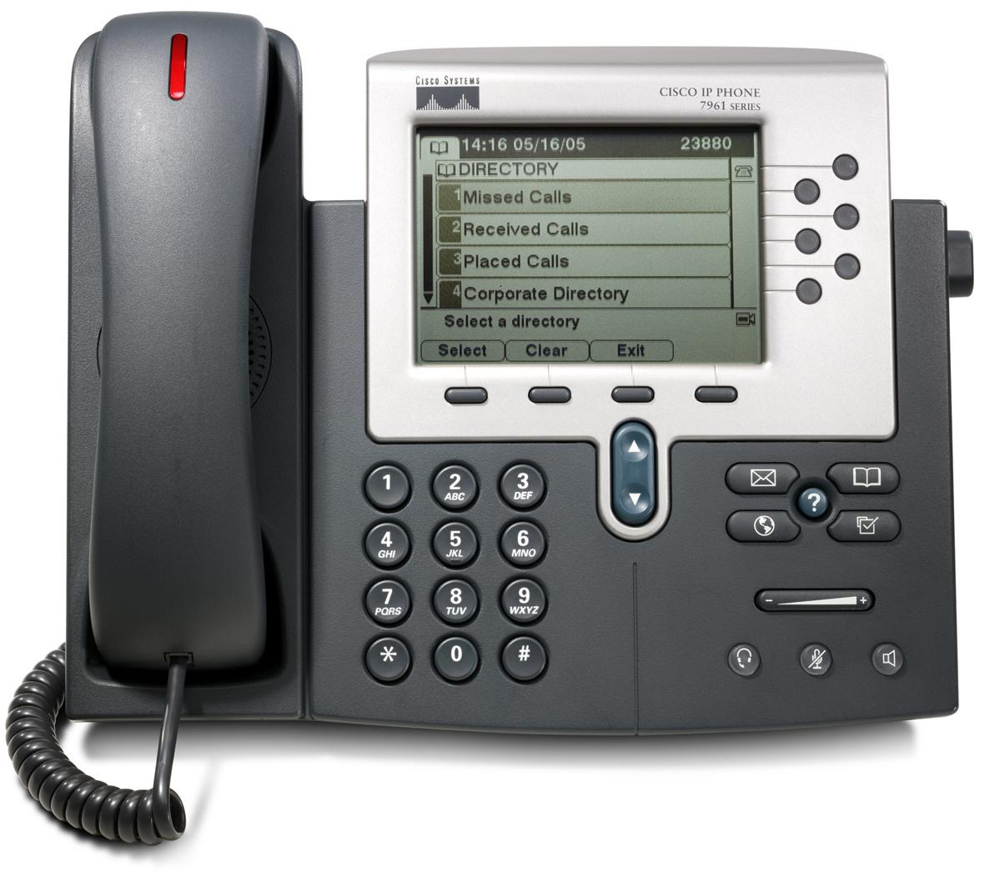 CISCO SYSTEMS
CISCO IP PHONE
7961 SERIES
14:16 05/16/05 23880
DIRECTORY
1 Missed Calls
2 Received Calls
3 Placed Calls
4 Corporate Directory
Select a directory
Select Clear Exit
1 2 ABC 3 DEF
4 GHI 5 JKL 6 MNO
7 PQRS 8 TUV 9 WXYZ
* 0 #
?
- +